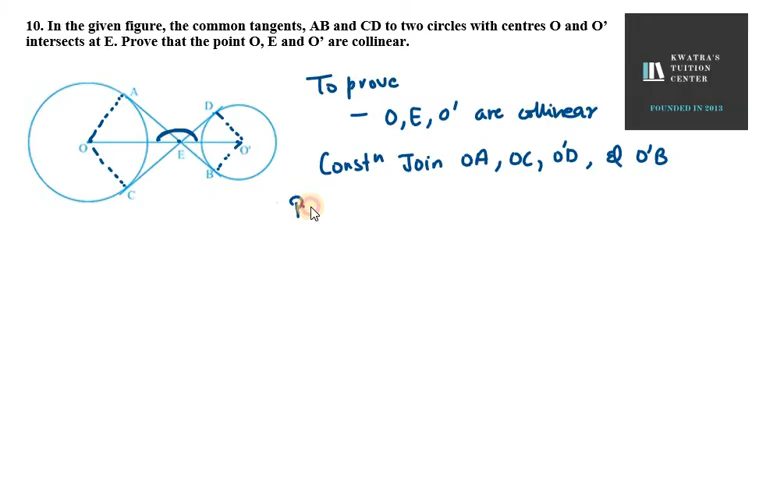 10. In the given figure, the common tangents, AB and CD to two circles with centres O and O’
intersects at E. Prove that the point O, E and O’ are collinear.
KWATRA'S
TUITION
CENTER
FOUNDED IN 2013
A
D
O
E
O'
B
C
To prove
- O, E, O' are collinear
Constⁿ Join OA, OC, O'D, & O'B